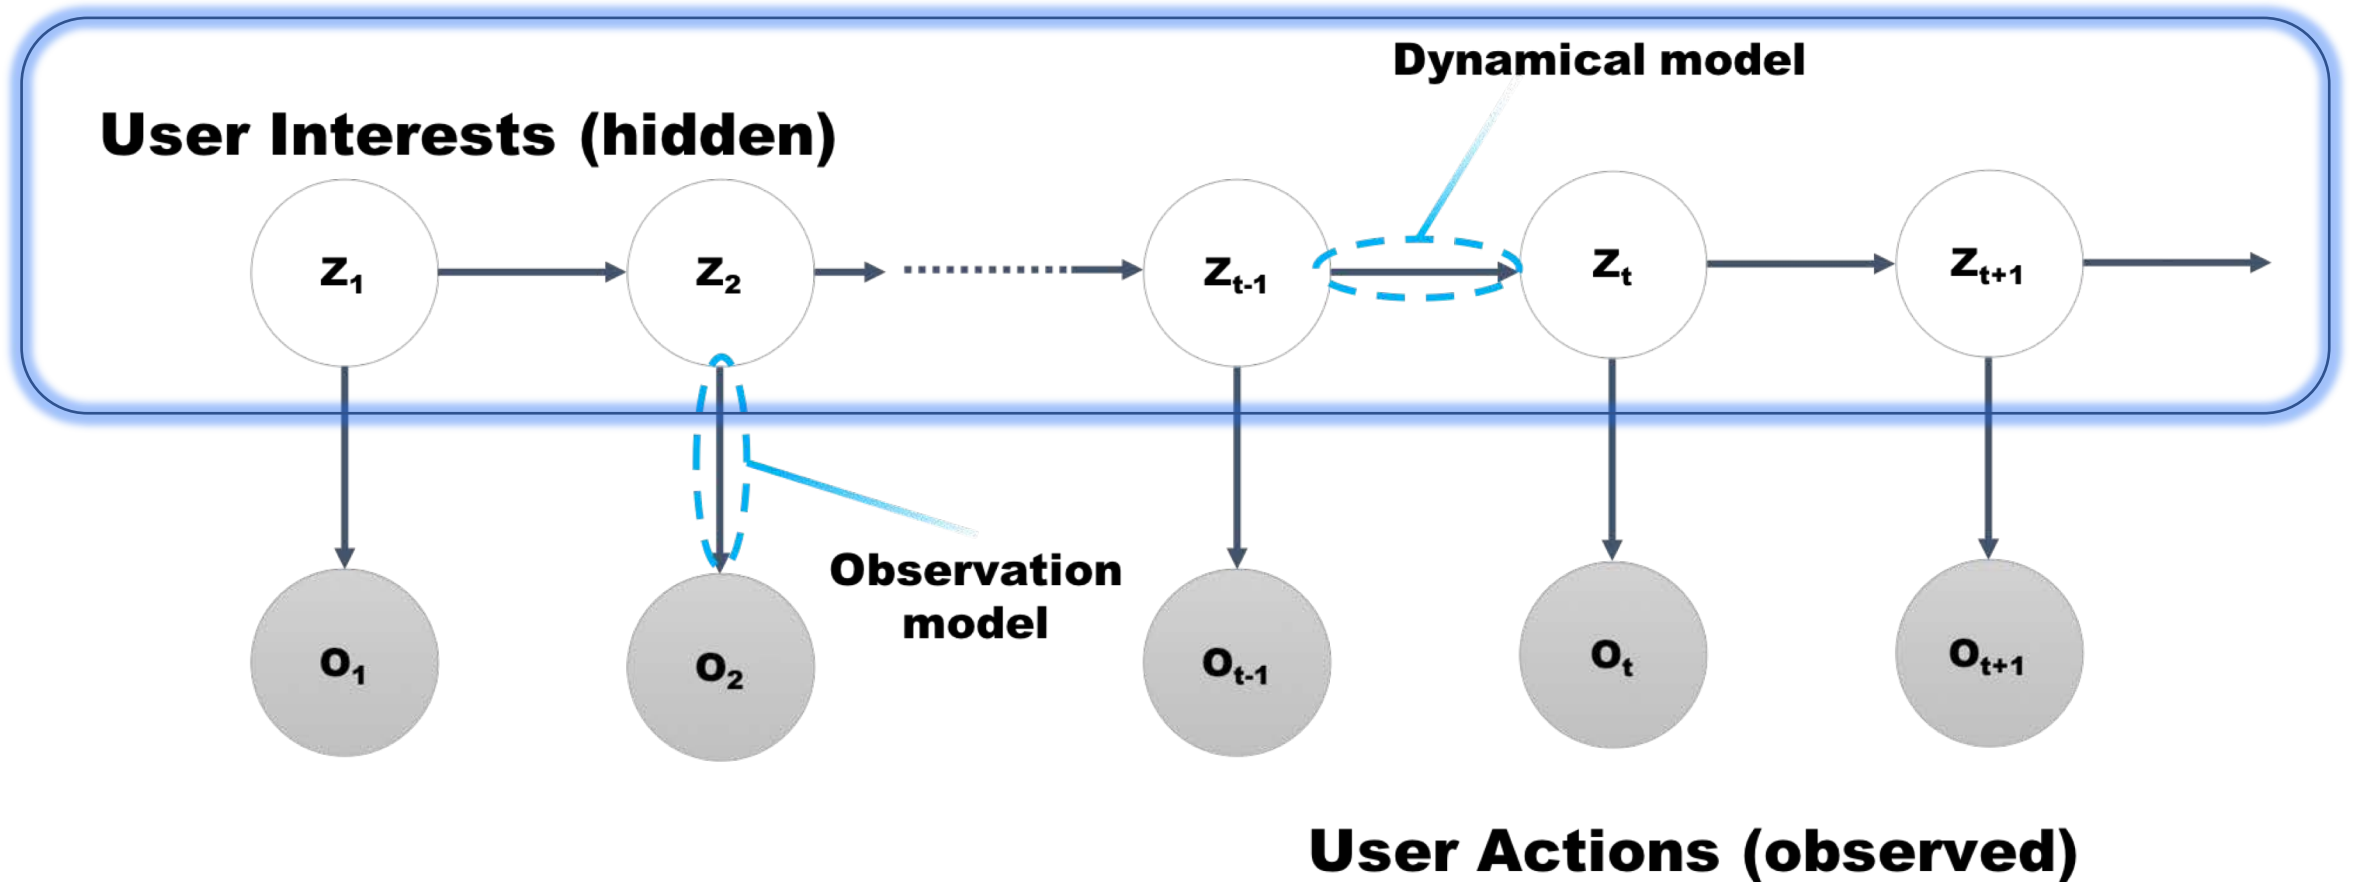 Dynamical model
User Interests (hidden)
Z₁ Z₂ Zₜ₋₁ Zₜ Zₜ₊₁
Observation
model
O₁ O₂ Oₜ₋₁ Oₜ Oₜ₊₁
User Actions (observed)